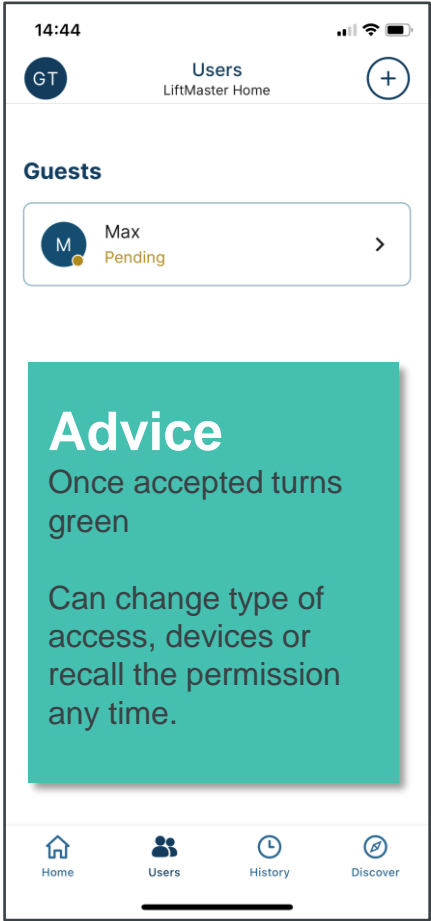 14:44
GT
Users
LiftMaster Home
Guests
M
Max
Pending
Advice
Once accepted turns
green
Can change type of
access, devices or
recall the permission
any time.
Home
Users
History
Discover